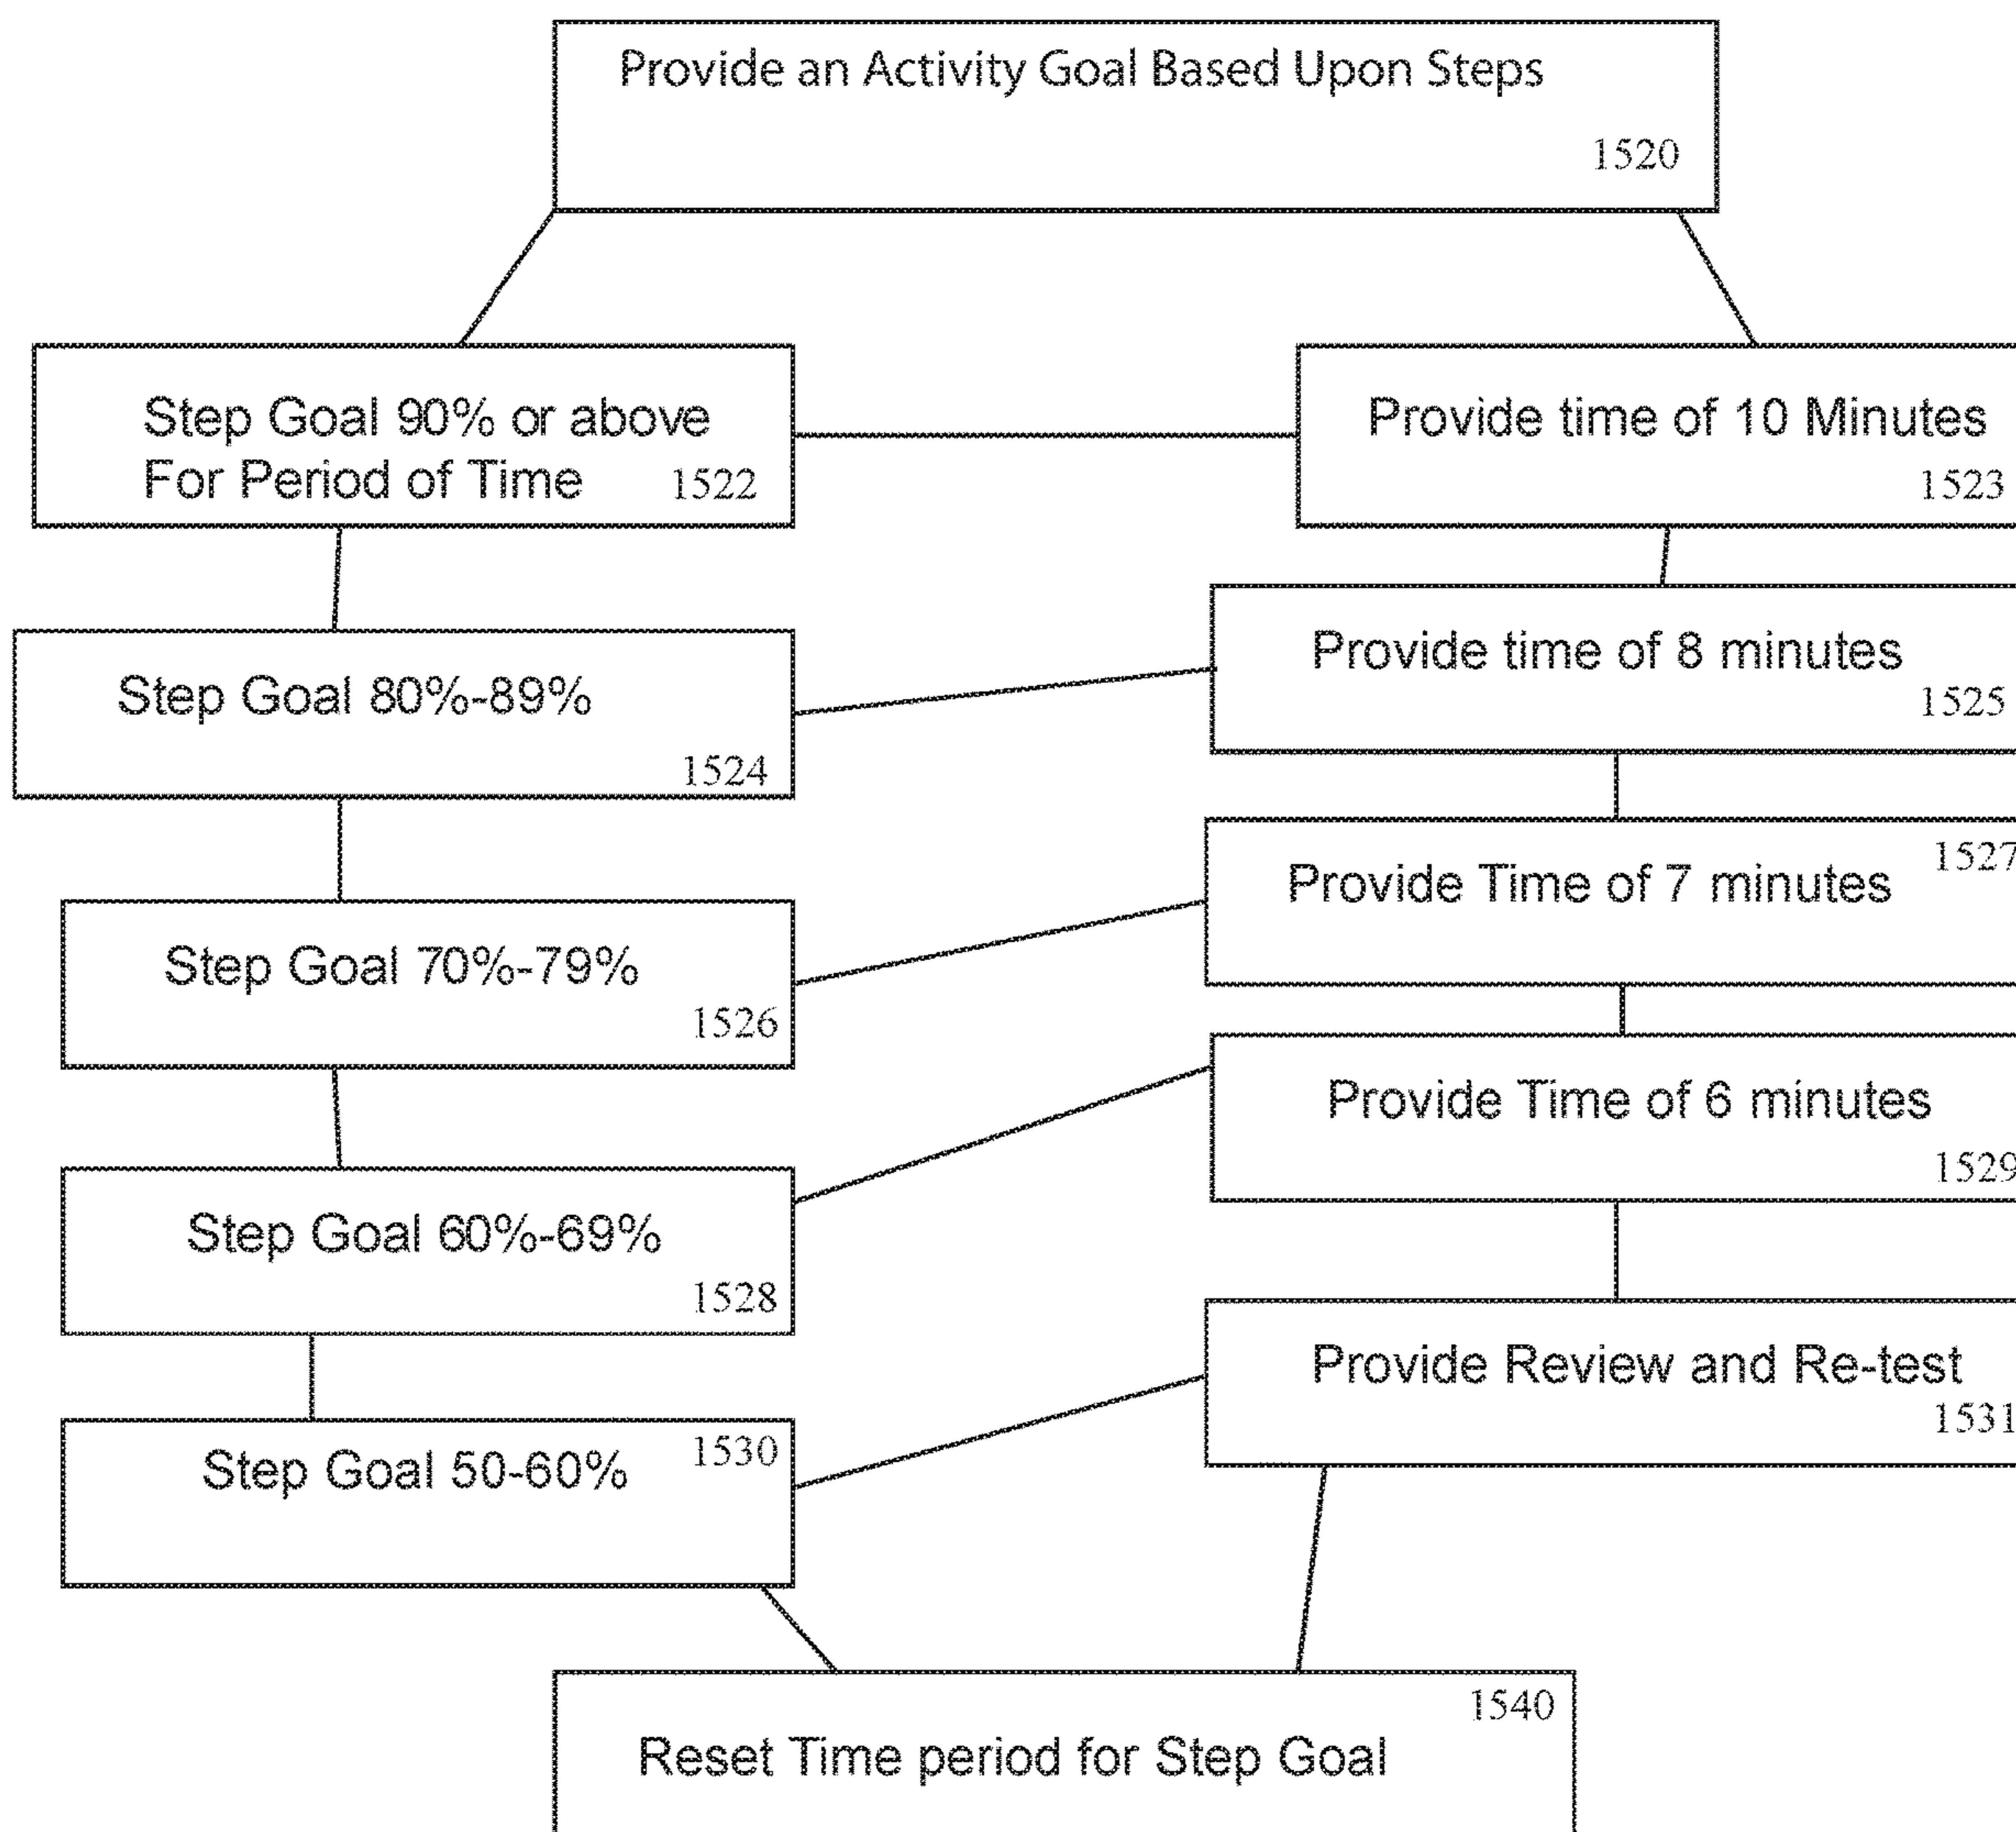 Provide an Activity Goal Based Upon Steps
1520
Step Goal 90% or above
For Period of Time 1522
Provide time of 10 Minutes
1523
Step Goal 80%-89%
1524
Provide time of 8 minutes
1525
Step Goal 70%-79%
1526
1527
Provide Time of 7 minutes
Step Goal 60%-69%
1528
Provide Time of 6 minutes
1529
1530
Step Goal 50-60%
Provide Review and Re-test
1531
1540
Reset Time period for Step Goal